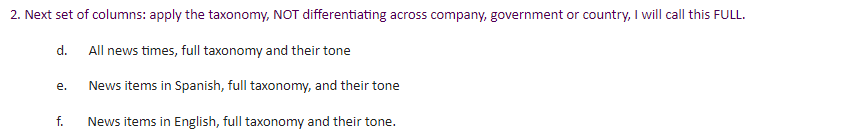 2. Next set of columns: apply the taxonomy, NOT differentiating across company, government or country, I will call this FULL.
d. All news times, full taxonomy and their tone
e. News items in Spanish, full taxonomy, and their tone
f. News items in English, full taxonomy and their tone.